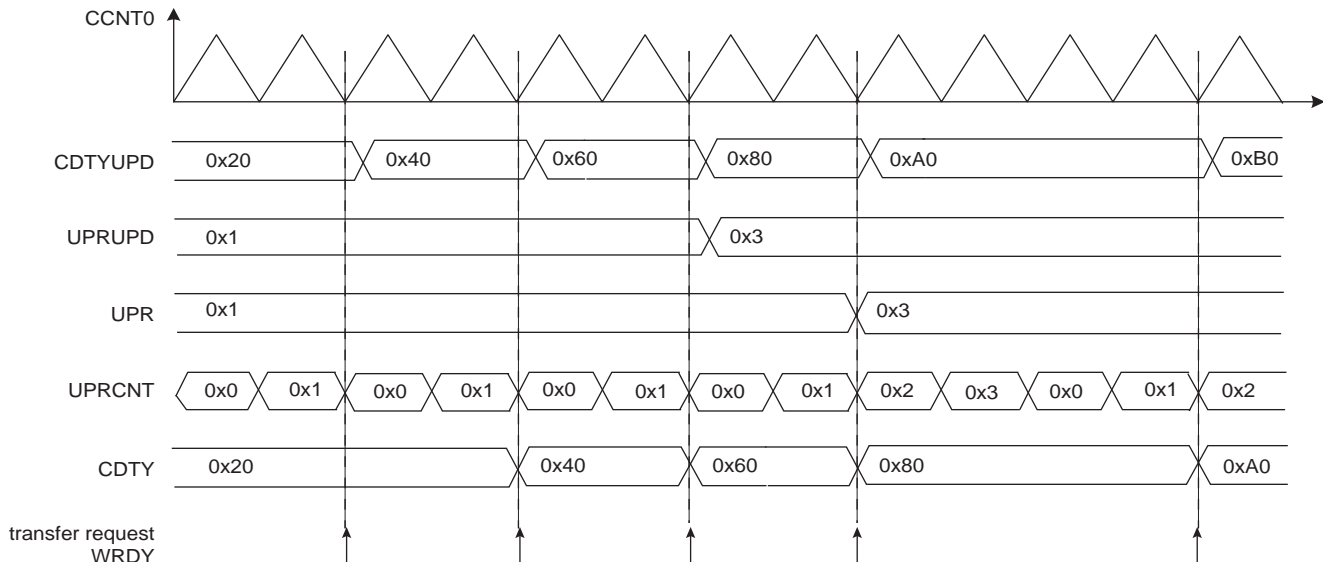 CCNT0
CDTYUPD 0x20 0x40 0x60 0x80 0xA0 0xB0
UPRUPD 0x1 0x3
UPR 0x1 0x3
UPRCNT 0x0 0x1 0x0 0x1 0x0 0x1 0x0 0x1 0x2 0x3 0x0 0x1 0x2
CDTY 0x20 0x40 0x60 0x80 0xA0
transfer request
WRDY